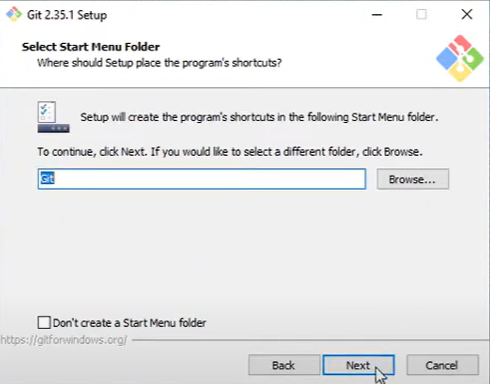 Git 2.35.1 Setup
Select Start Menu Folder
Where should Setup place the program's shortcuts?
Setup will create the program's shortcuts in the following Start Menu folder.
To continue, click Next. If you would like to select a different folder, click Browse.
Git
Browse...
Don't create a Start Menu folder
https://gitforwindows.org/
Back
Next
Cancel